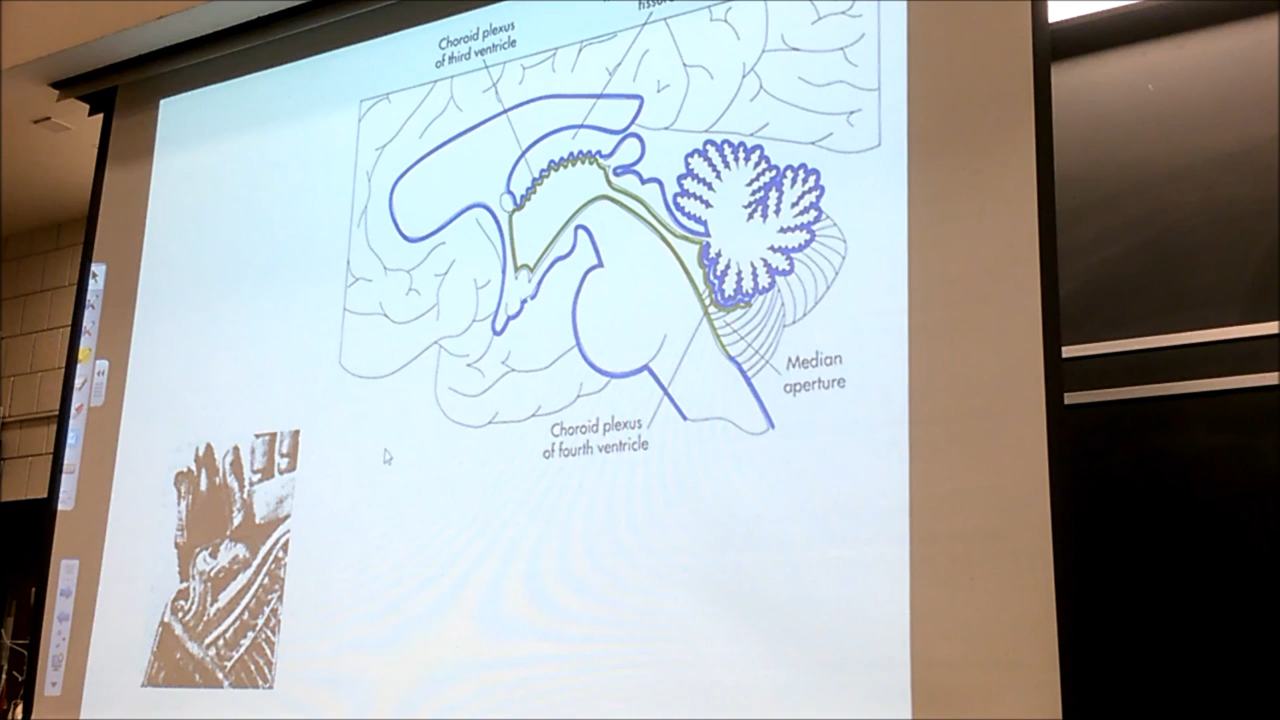 Choroid plexus
of third ventricle
Median
aperture
Choroid plexus
of fourth ventricle